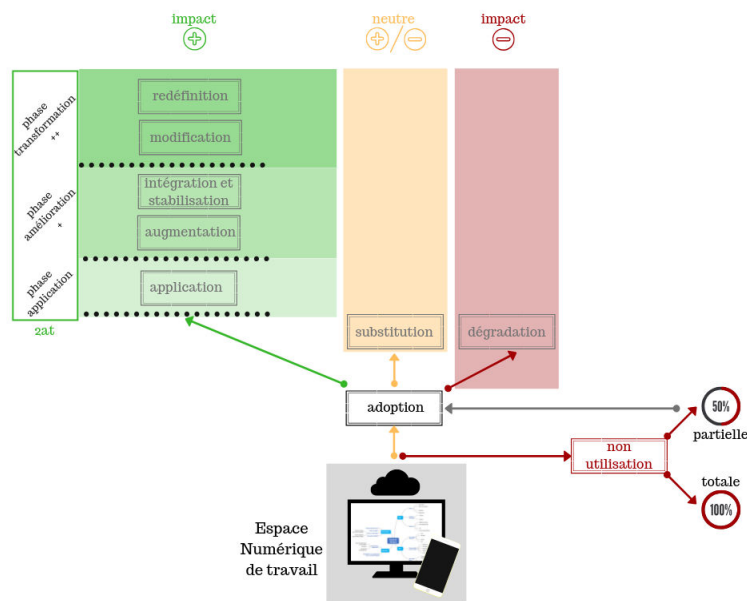 impact
neutre
impact
phase
transformation
++
redéfinition
modification
phase
amélioration
+
intégration et
stabilisation
augmentation
phase
application
application
2at
substitution
dégradation
adoption
50%
partielle
non
utilisation
totale
100%
Espace
Numérique
de travail